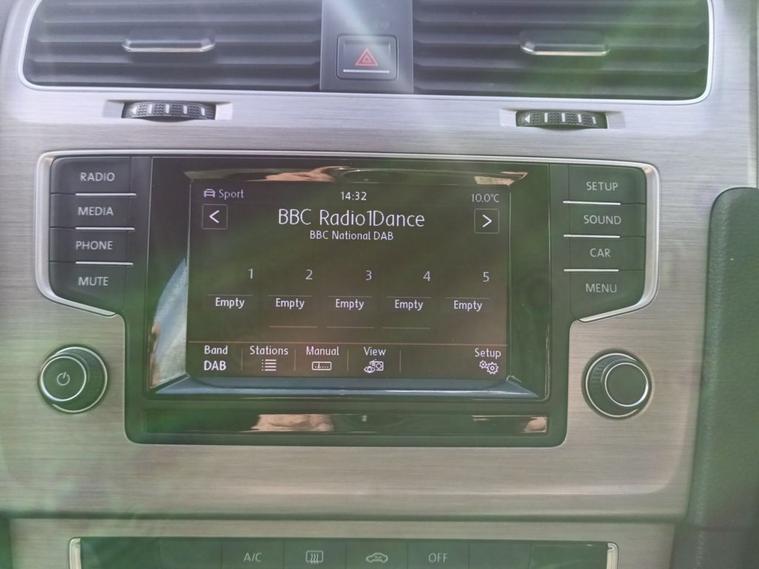 RADIO
MEDIA
PHONE
MUTE
Sport 14:32 10.0°C
< BBC Radio1Dance >
BBC National DAB
1 2 3 4 5
Empty Empty Empty Empty Empty
Band Stations Manual View Setup
DAB
SETUP
SOUND
CAR
MENU
A/C OFF